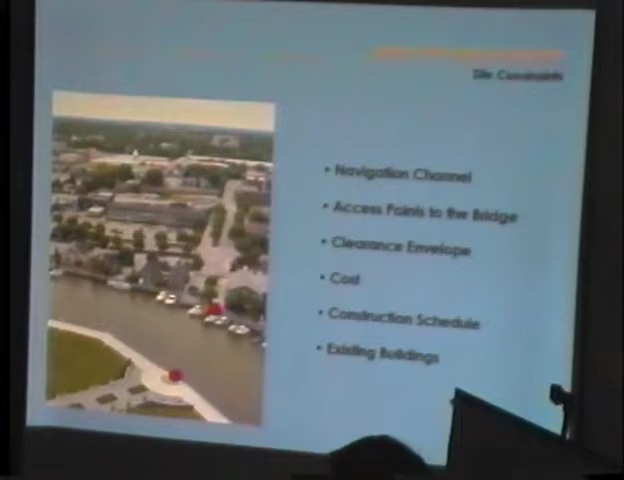 Site Constraints
• Navigation Channel
• Access Points to the Bridge
• Clearance Envelope
• Cost
• Construction Schedule
• Existing Buildings